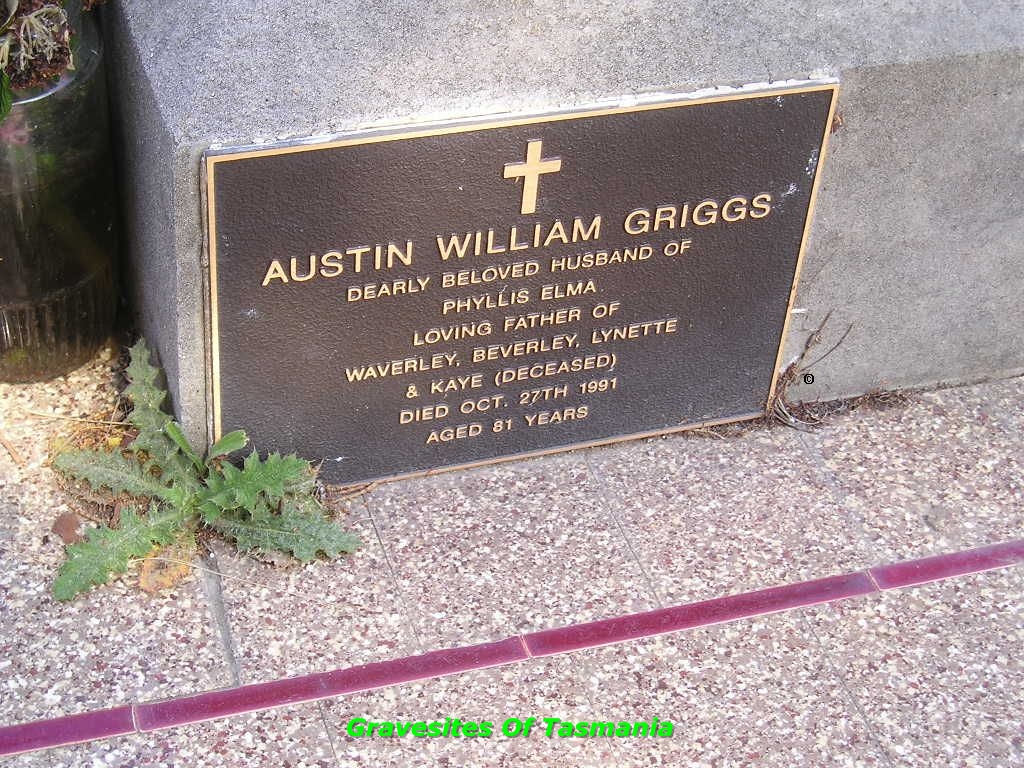 AUSTIN WILLIAM GRIGGS
DEARLY BELOVED HUSBAND OF
PHYLLIS ELMA
LOVING FATHER OF
WAVERLEY, BEVERLEY, LYNETTE
& KAYE (DECEASED)
DIED OCT. 27TH 1991
AGED 81 YEARS
©
Gravesites Of Tasmania